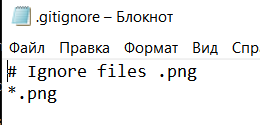 .gitignore – Блокнот
Файл Правка Формат Вид Спр
# Ignore files .png
*.png